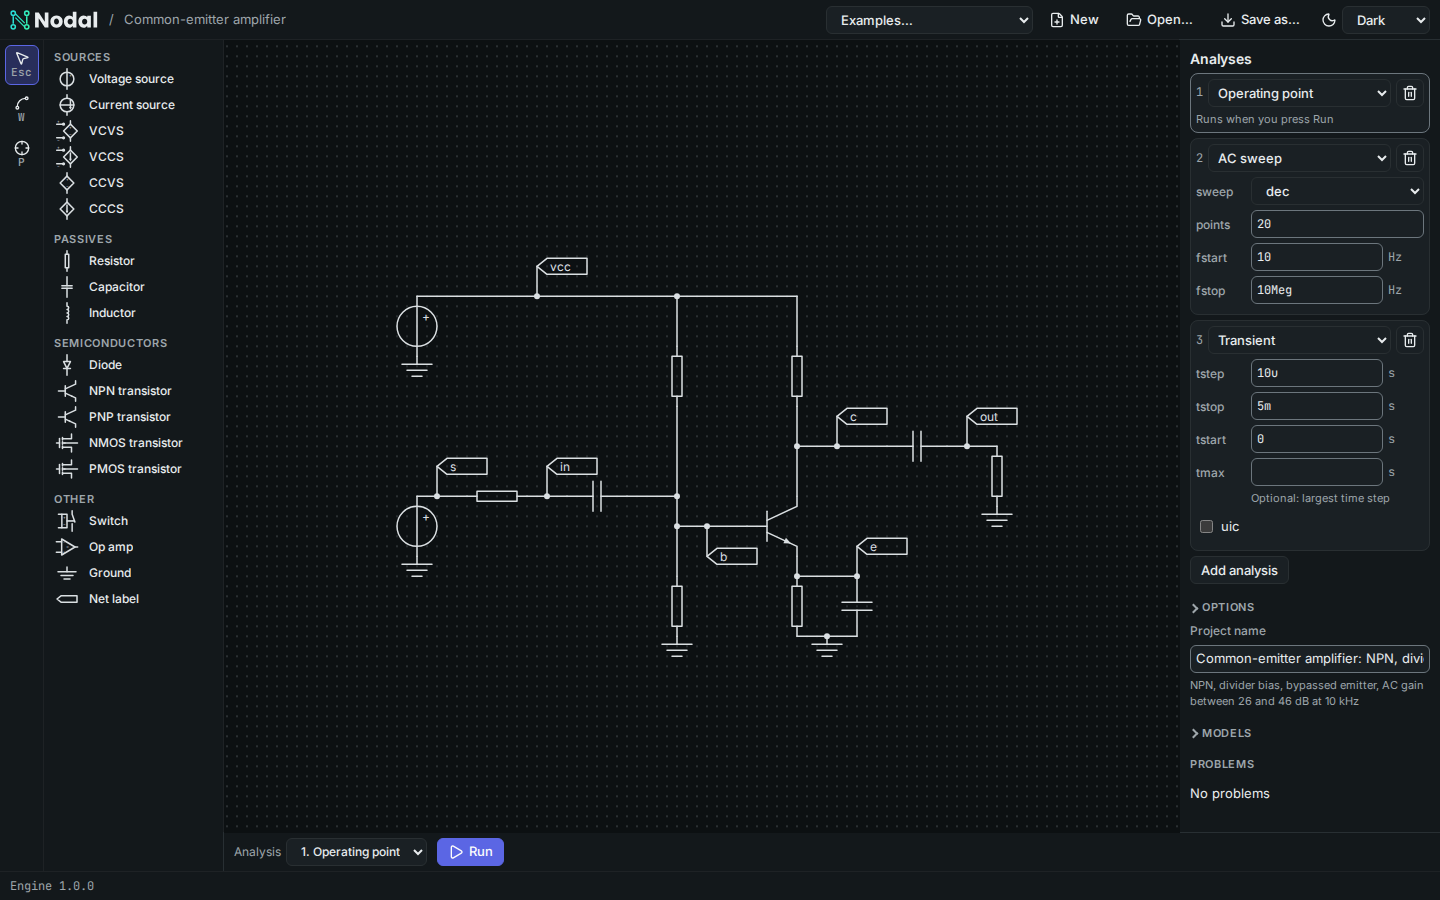 Nodal / Common-emitter amplifier
Examples...
New
Open...
Save as...
Dark
Esc
W
P
SOURCES
Voltage source
Current source
VCVS
VCCS
CCVS
CCCS
PASSIVES
Resistor
Capacitor
Inductor
SEMICONDUCTORS
Diode
NPN transistor
PNP transistor
NMOS transistor
PMOS transistor
OTHER
Switch
Op amp
Ground
Net label
vcc
+
c
out
s
in
+
b
e
Analysis
1. Operating point
Run
Analyses
1 Operating point
Runs when you press Run
2 AC sweep
sweep dec
points 20
fstart 10 Hz
fstop 10Meg Hz
3 Transient
tstep 10u s
tstop 5m s
tstart 0 s
tmax s
Optional: largest time step
uic
Add analysis
OPTIONS
Project name
Common-emitter amplifier: NPN, divi
NPN, divider bias, bypassed emitter, AC gain
between 26 and 46 dB at 10 kHz
MODELS
PROBLEMS
No problems
Engine 1.0.0